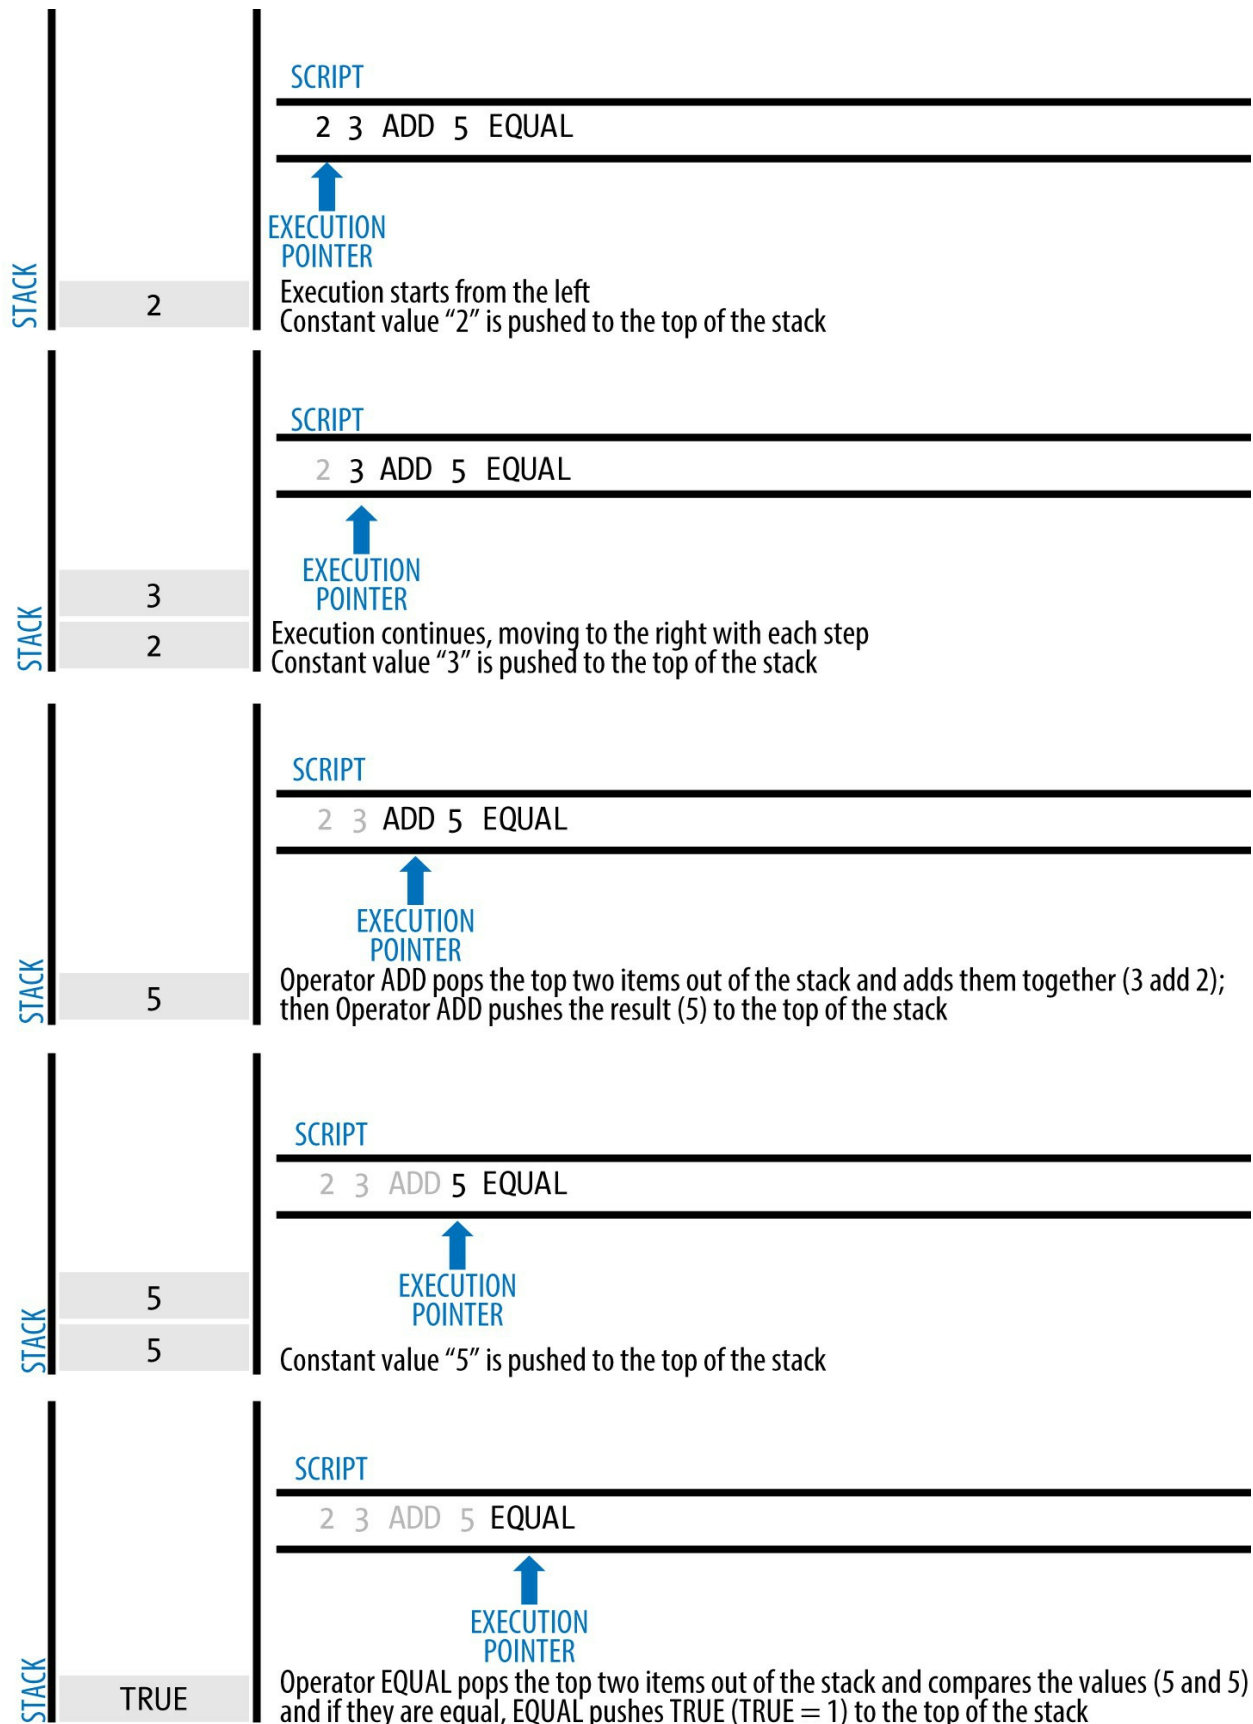 SCRIPT
2 3 ADD 5 EQUAL
EXECUTION
POINTER
STACK
2
Execution starts from the left
Constant value “2” is pushed to the top of the stack
SCRIPT
2 3 ADD 5 EQUAL
EXECUTION
POINTER
STACK
3
2
Execution continues, moving to the right with each step
Constant value “3” is pushed to the top of the stack
SCRIPT
2 3 ADD 5 EQUAL
EXECUTION
POINTER
STACK
5
Operator ADD pops the top two items out of the stack and adds them together (3 add 2);
then Operator ADD pushes the result (5) to the top of the stack
SCRIPT
2 3 ADD 5 EQUAL
EXECUTION
POINTER
STACK
5
5
Constant value “5” is pushed to the top of the stack
SCRIPT
2 3 ADD 5 EQUAL
EXECUTION
POINTER
STACK
TRUE
Operator EQUAL pops the top two items out of the stack and compares the values (5 and 5)
and if they are equal, EQUAL pushes TRUE (TRUE = 1) to the top of the stack